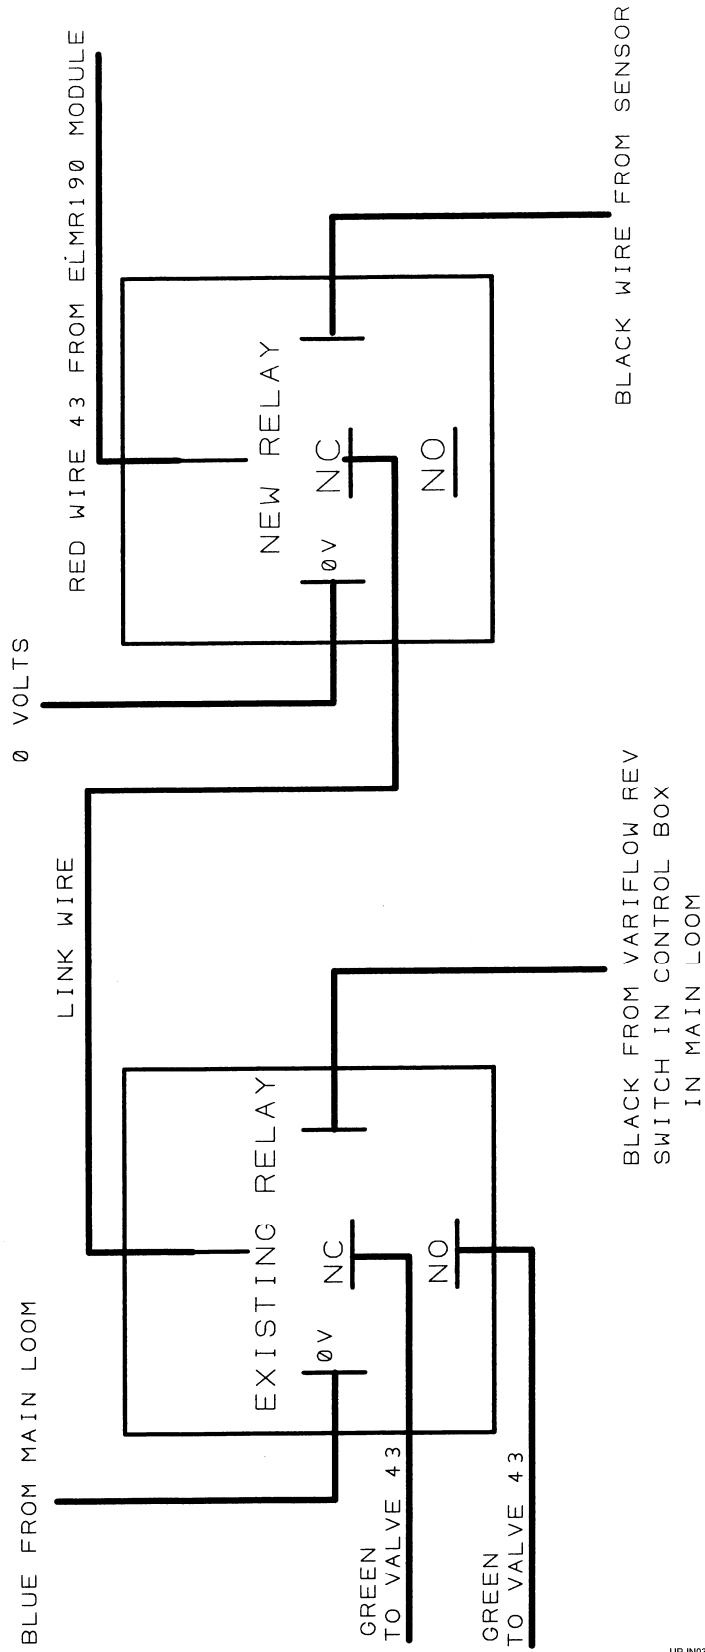 BLUE FROM MAIN LOOM
LINK WIRE
0 VOLTS
RED WIRE 43 FROM ELMR190 MODULE
EXISTING RELAY
0V
NC
NO
NEW RELAY
0V
NC
NO
GREEN
TO VALVE 43
GREEN
TO VALVE 43
BLACK FROM VARIFLOW REV
SWITCH IN CONTROL BOX
IN MAIN LOOM
BLACK WIRE FROM SENSOR